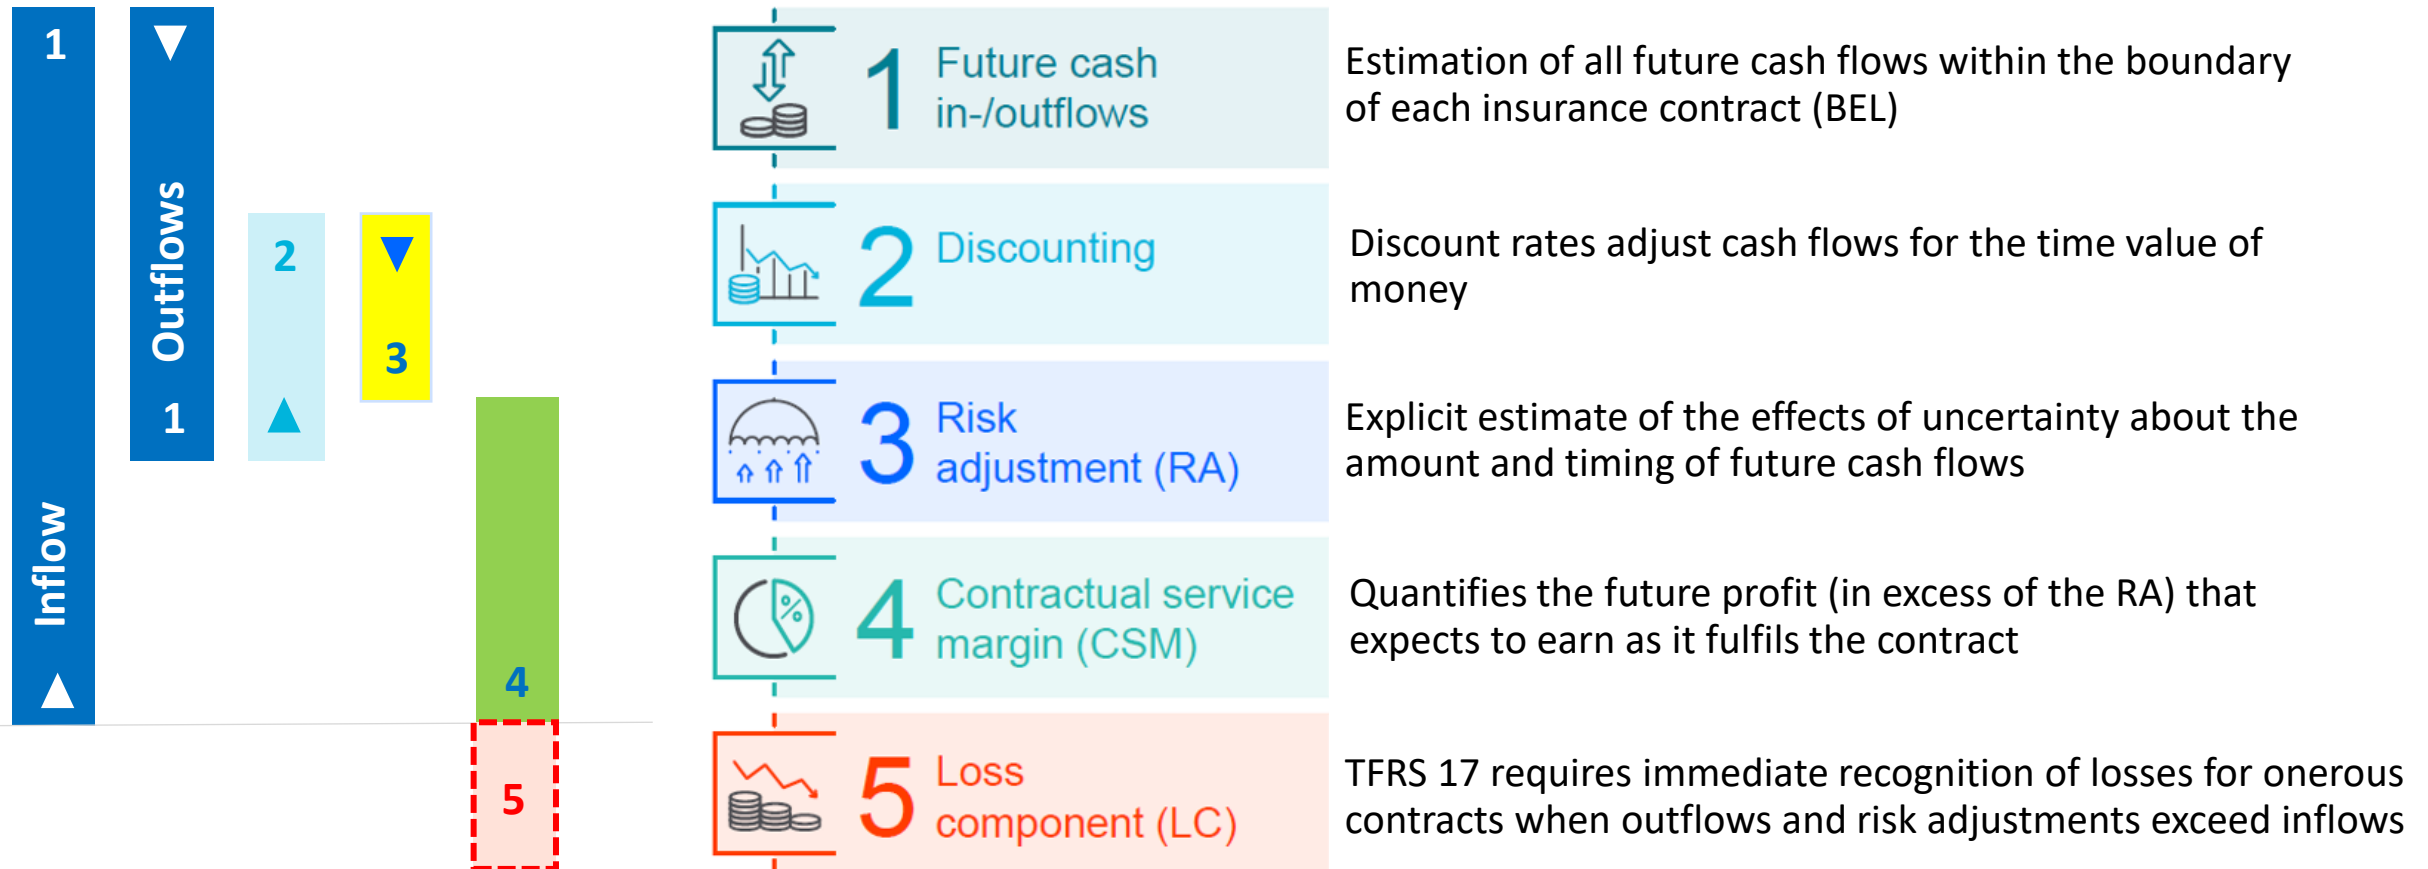 1
Inflow
Outflows
1
2
3
4
5
1
Future cash
in-/outflows
Estimation of all future cash flows within the boundary
of each insurance contract (BEL)
2
Discounting
Discount rates adjust cash flows for the time value of
money
3
Risk
adjustment (RA)
Explicit estimate of the effects of uncertainty about the
amount and timing of future cash flows
4
Contractual service
margin (CSM)
%
Quantifies the future profit (in excess of the RA) that
expects to earn as it fulfils the contract
5
Loss
component (LC)
TFRS 17 requires immediate recognition of losses for onerous
contracts when outflows and risk adjustments exceed inflows